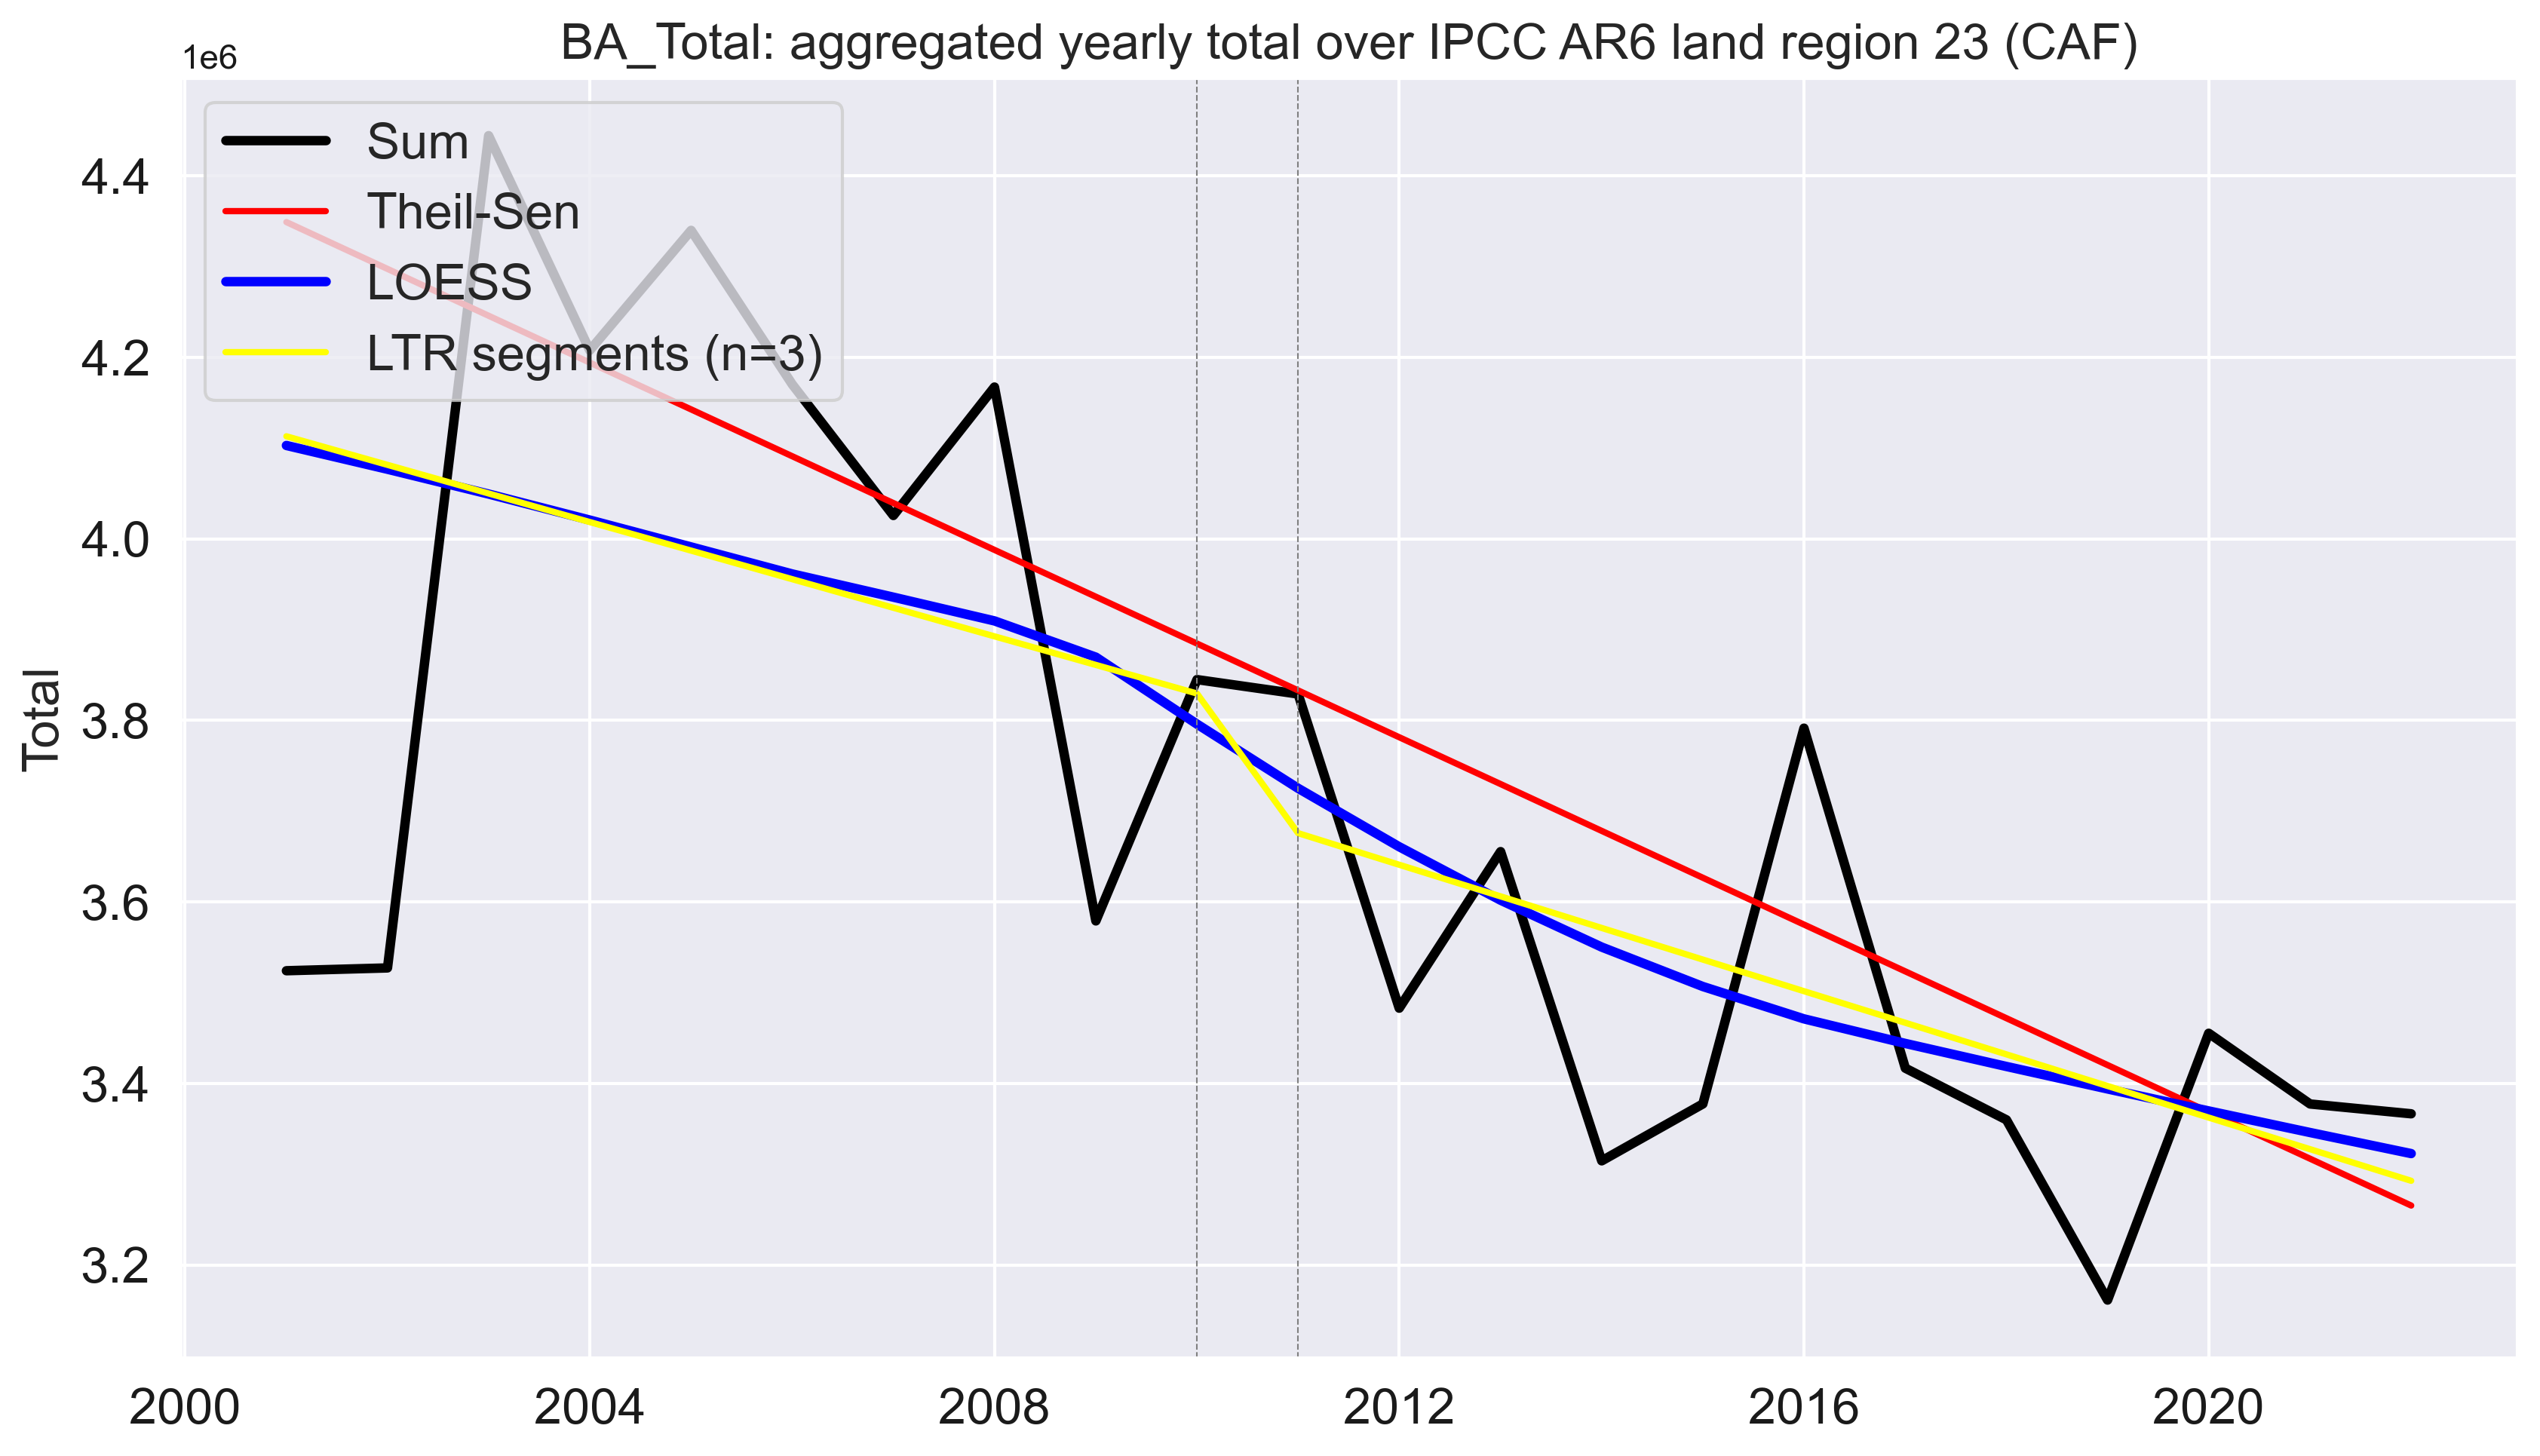 BA_Total: aggregated yearly total over IPCC AR6 land region 23 (CAF)
1e6
Sum
Theil-Sen
LOESS
LTR segments (n=3)
4.4
4.2
4.0
3.8
3.6
3.4
3.2
Total
2000 2004 2008 2012 2016 2020